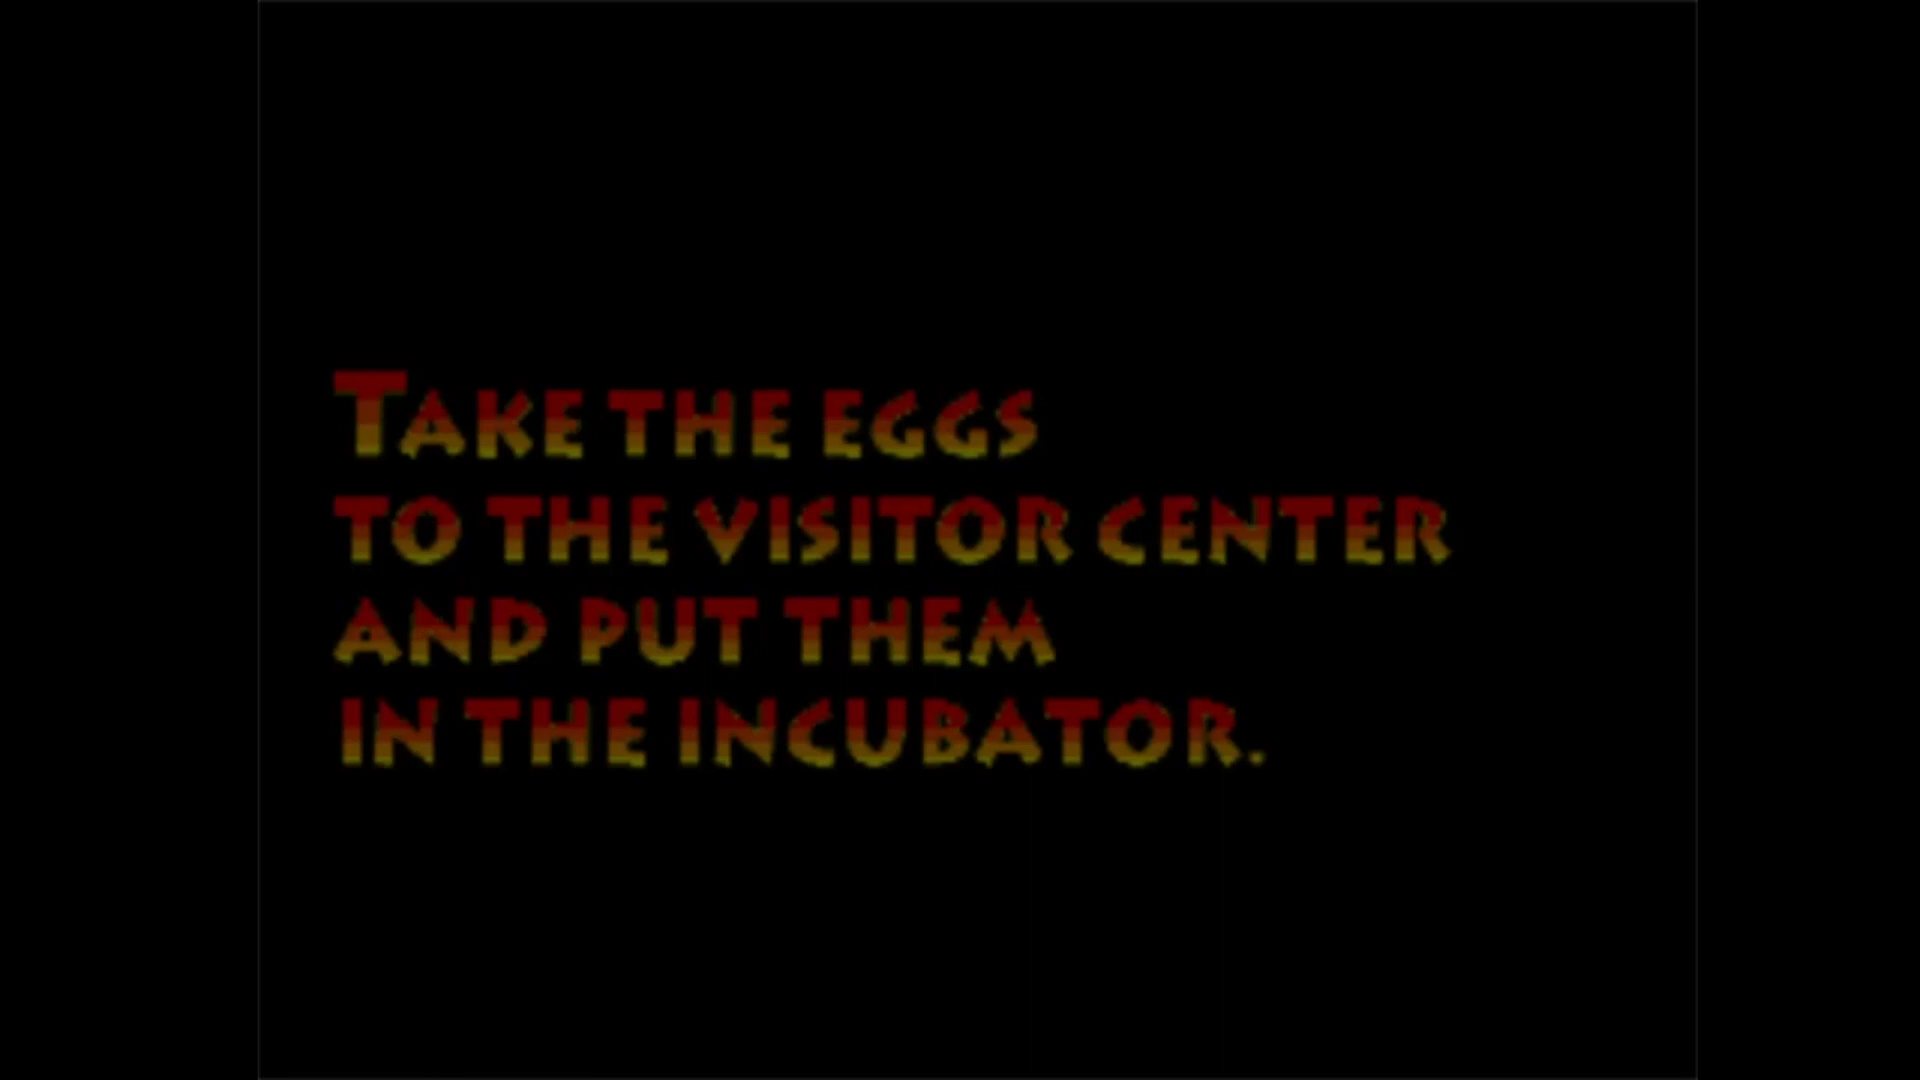 Take the eggs
to the visitor center
and put them
in the incubator.